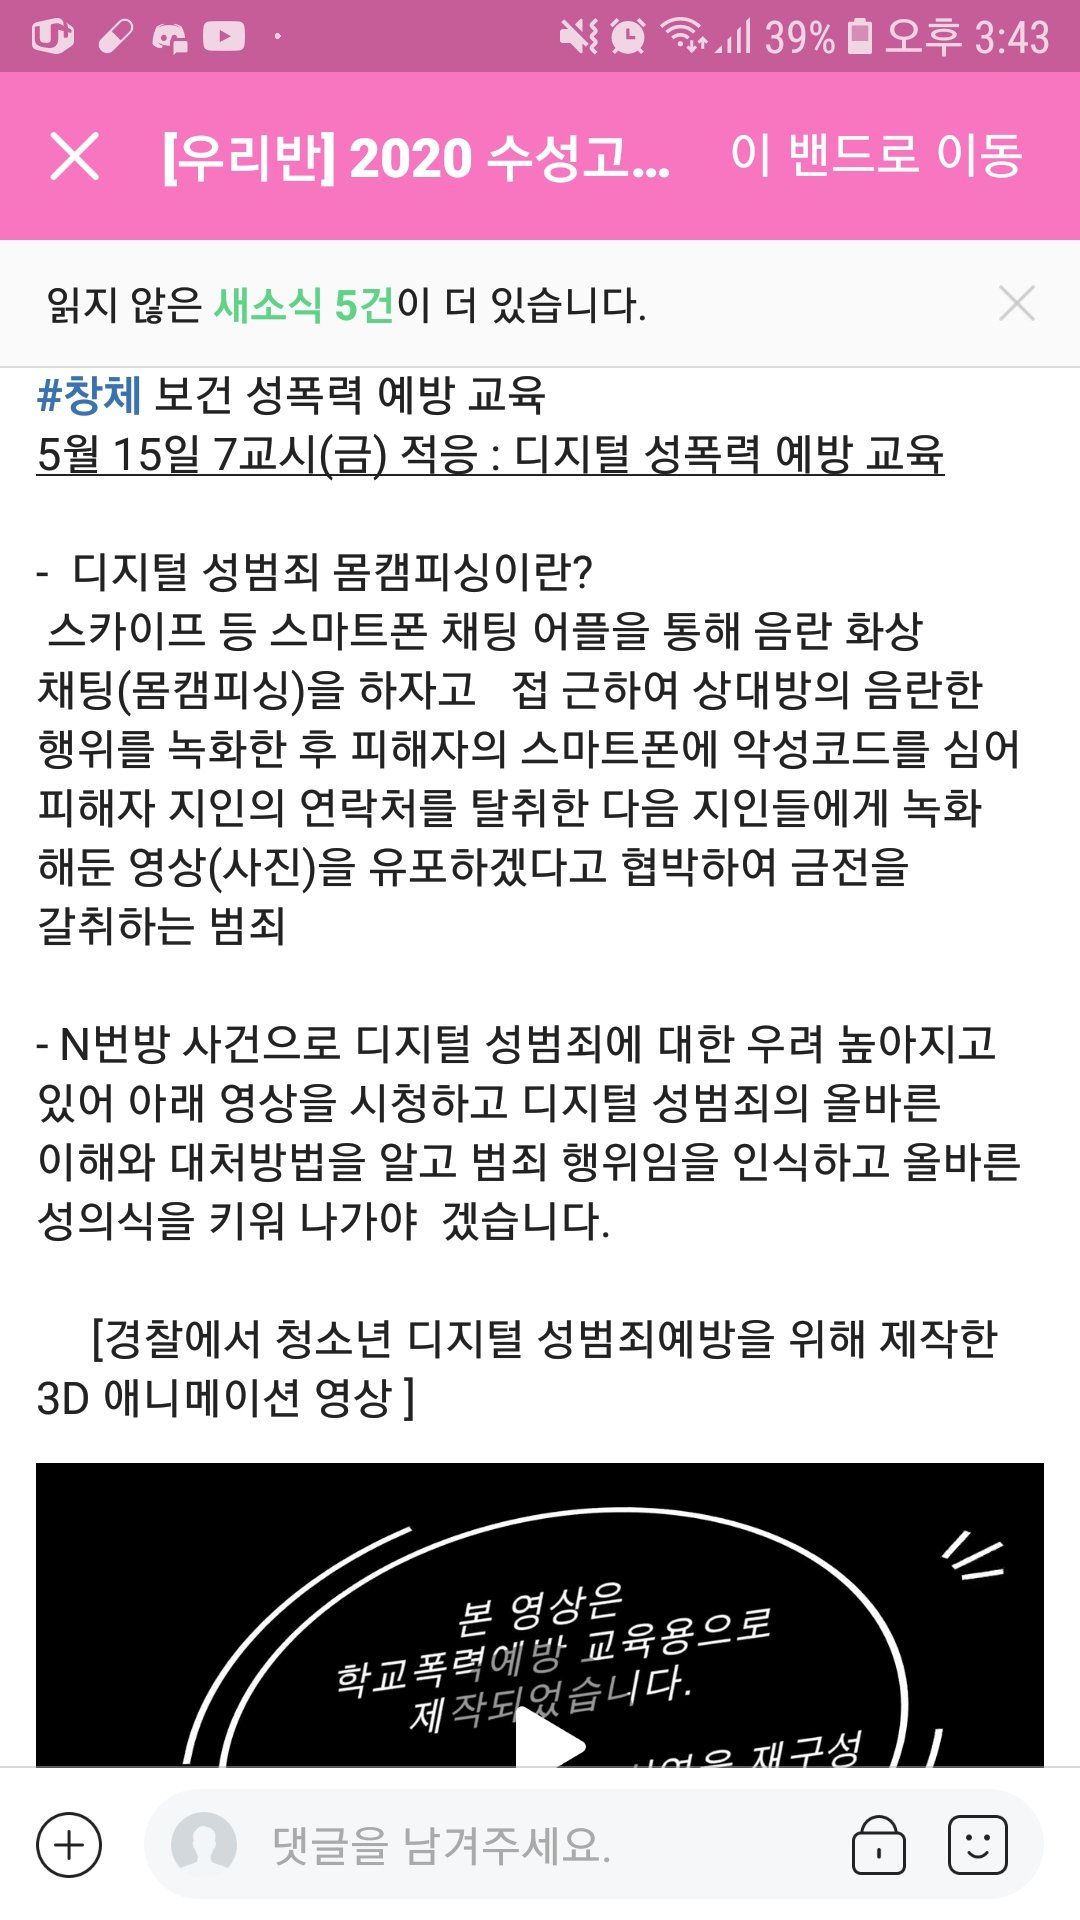 39% 오후 3:43
[우리반] 2020 수성고... 이 밴드로 이동
읽지 않은 새소식 5건이 더 있습니다.
#창체 보건 성폭력 예방 교육
5월 15일 7교시(금) 적응 : 디지털 성폭력 예방 교육
- 디지털 성범죄 몸캠피싱이란?
스카이프 등 스마트폰 채팅 어플을 통해 음란 화상
채팅(몸캠피싱)을 하자고 접 근하여 상대방의 음란한
행위를 녹화한 후 피해자의 스마트폰에 악성코드를 심어
피해자 지인의 연락처를 탈취한 다음 지인들에게 녹화
해둔 영상(사진)을 유포하겠다고 협박하여 금전을
갈취하는 범죄
- N번방 사건으로 디지털 성범죄에 대한 우려 높아지고
있어 아래 영상을 시청하고 디지털 성범죄의 올바른
이해와 대처방법을 알고 범죄 행위임을 인식하고 올바른
성의식을 키워 나가야 겠습니다.
[경찰에서 청소년 디지털 성범죄예방을 위해 제작한
3D 애니메이션 영상 ]
본 영상은
학교폭력예방 교육용으로
제작되었습니다.
재구성
댓글을 남겨주세요.